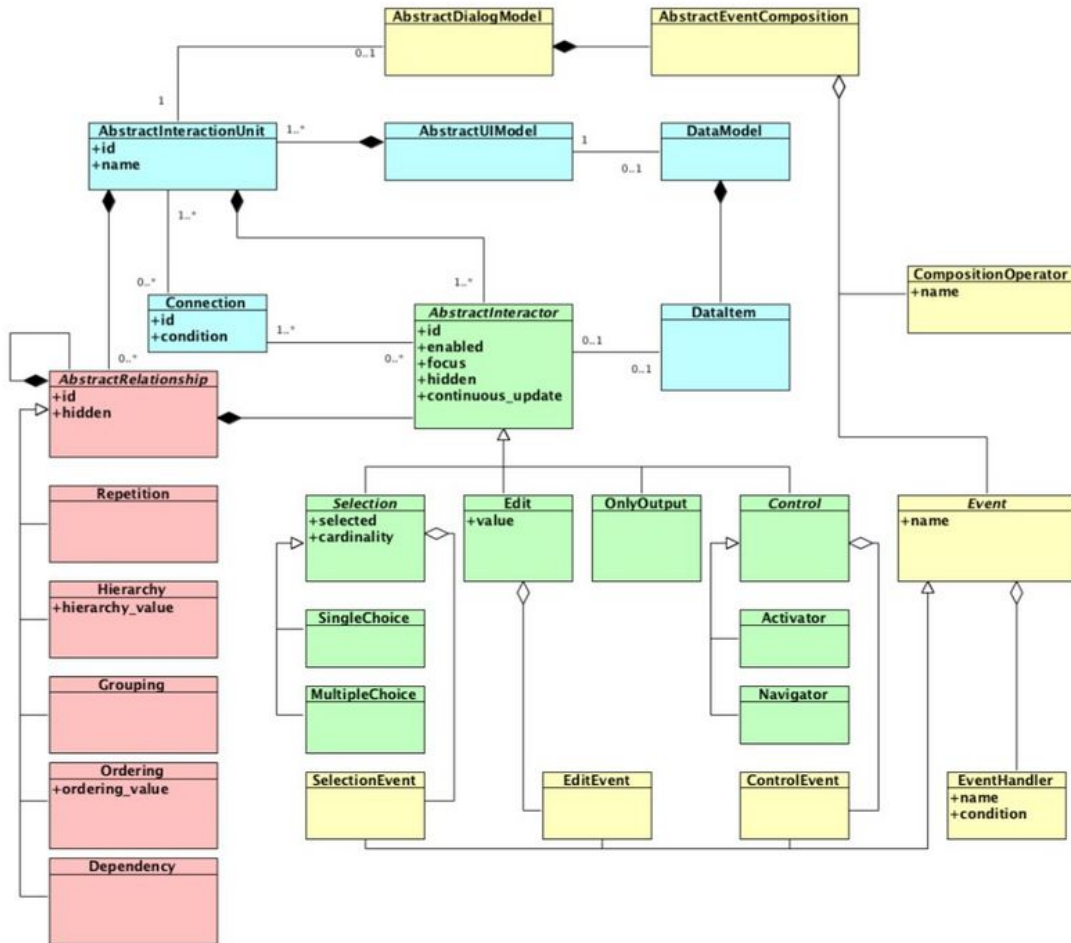 AbstractDialogModel
AbstractEventComposition
0..1
1
AbstractInteractionUnit
+id
+name
1..*
AbstractUIModel
1
0..1
DataModel
1..*
0..*
1..*
CompositionOperator
+name
Connection
+id
+condition
1..*
0..*
AbstractInteractor
+id
+enabled
+focus
+hidden
+continuous_update
0..1
0..1
DataItem
0..*
AbstractRelationship
+id
+hidden
Repetition
Hierarchy
+hierarchy_value
Grouping
Ordering
+ordering_value
Dependency
Selection
+selected
+cardinality
Edit
+value
OnlyOutput
Control
Event
+name
SingleChoice
Activator
MultipleChoice
Navigator
SelectionEvent
EditEvent
ControlEvent
EventHandler
+name
+condition